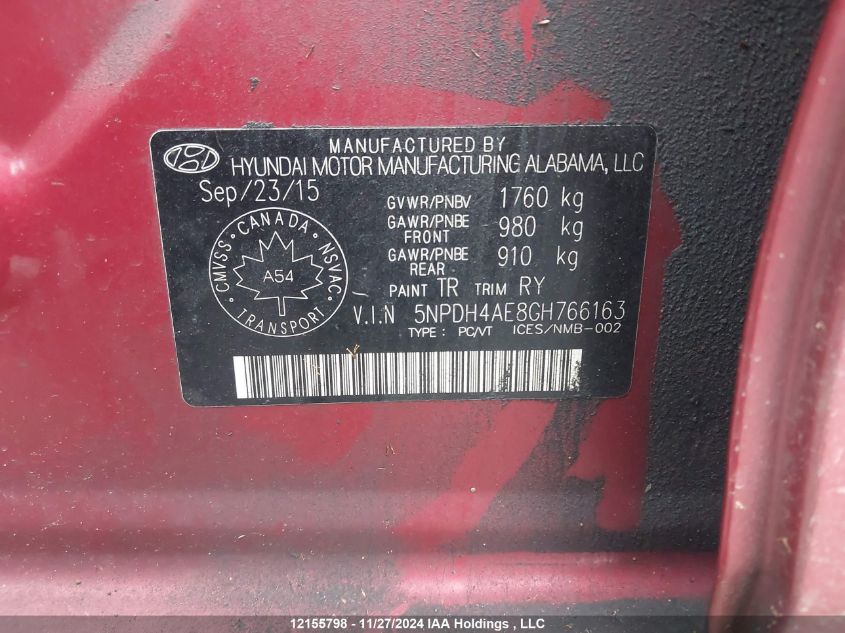 MANUFACTURED BY
HYUNDAI MOTOR MANUFACTURING ALABAMA, LLC
Sep/23/15
GVWR/PNBV 1760 kg
GAWR/PNBE FRONT 980 kg
GAWR/PNBE REAR 910 kg
CANADA
CMVSS NSVAC
A54
TRANSPORT
PAINT TR TRIM RY
V.I.N 5NPDH4AE8GH766163
TYPE : PC/VT ICES/NMB-002
12155798 - 11/27/2024 IAA Holdings , LLC